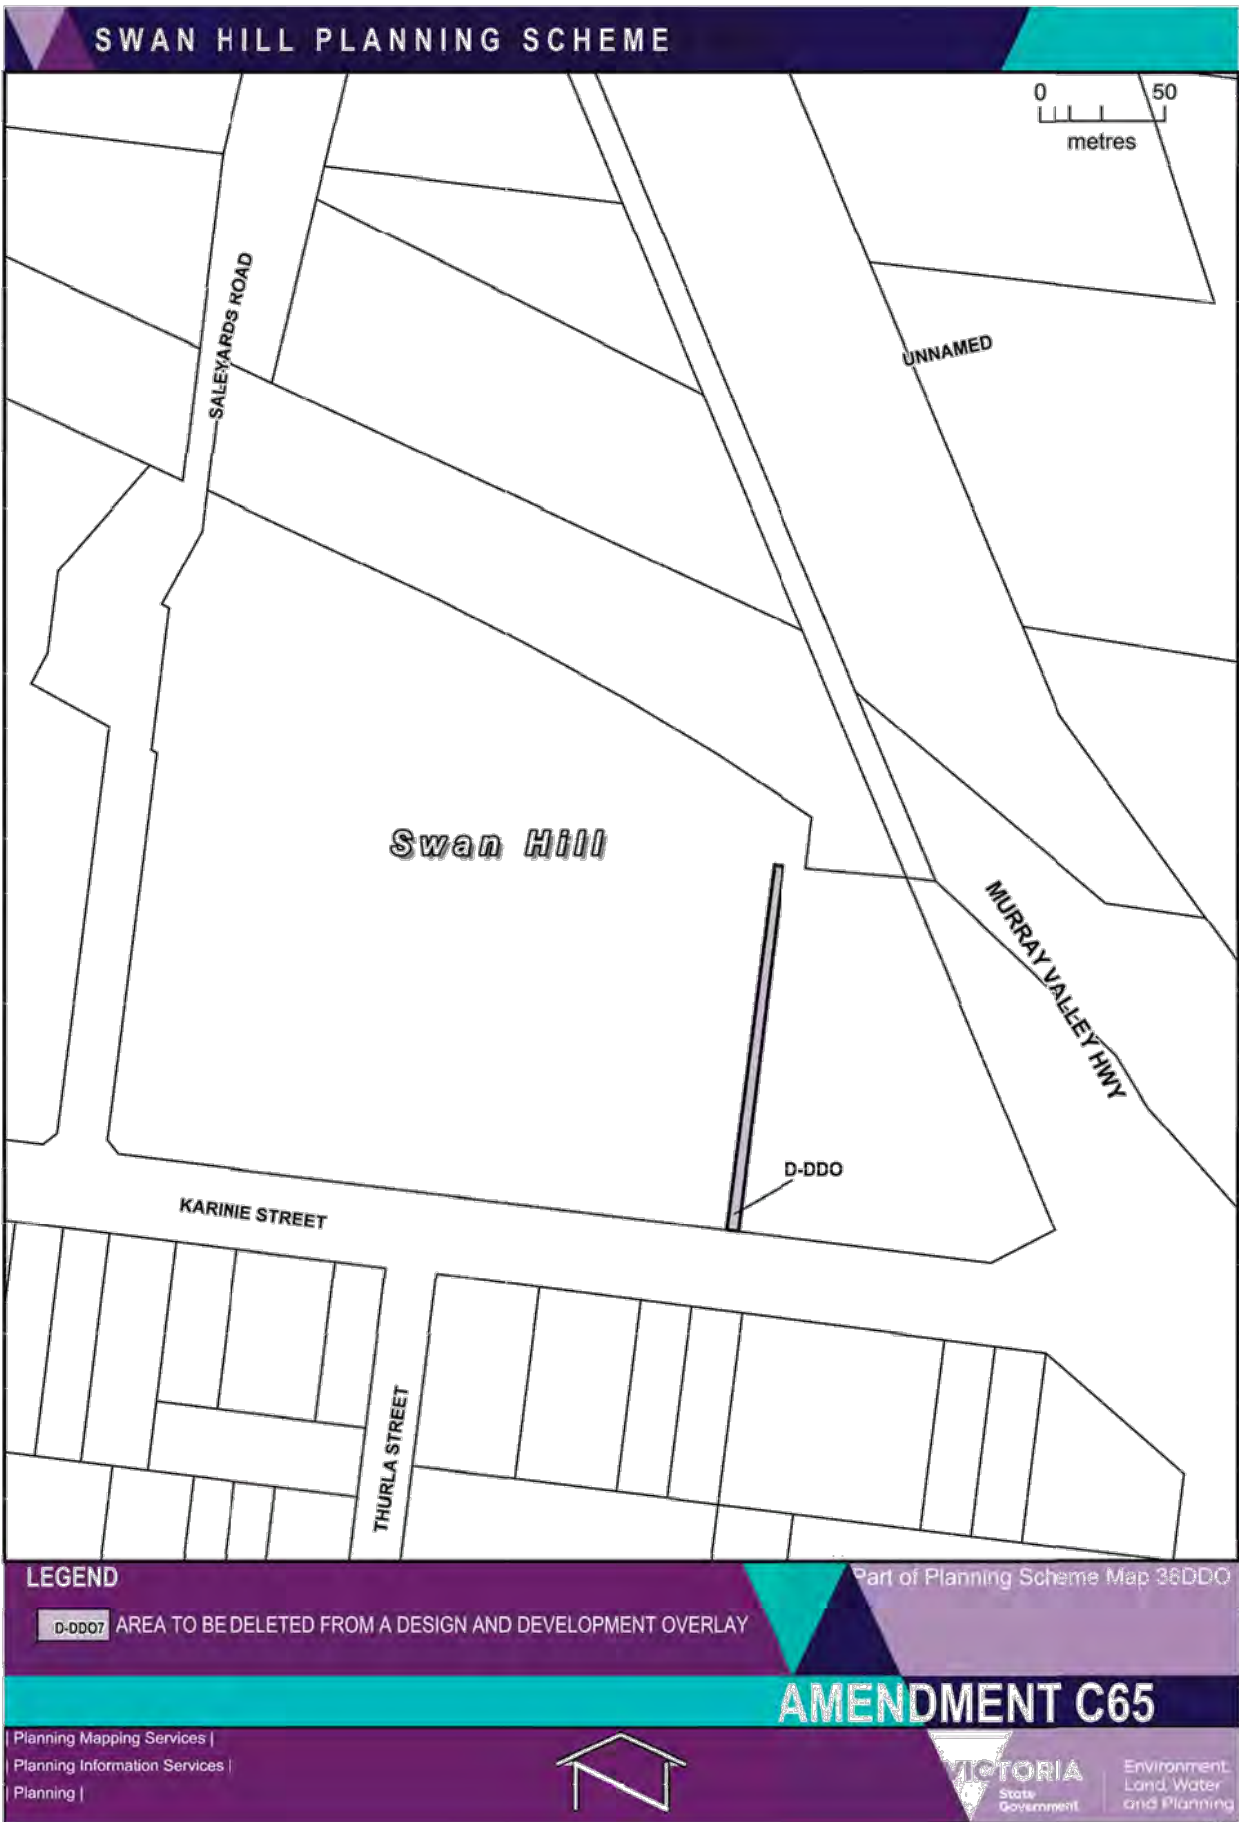 SWAN HILL PLANNING SCHEME
0 50
metres
SALEYARDS ROAD
UNNAMED
Swan Hill
MURRAY VALLEY HWY
D-DDO
KARINIE STREET
THURLA STREET
LEGEND
Part of Planning Scheme Map 36DDO
D-DDO7 AREA TO BE DELETED FROM A DESIGN AND DEVELOPMENT OVERLAY
AMENDMENT C65
| Planning Mapping Services |
| Planning Information Services |
| Planning |
VICTORIA
State
Government
Environment,
Land, Water
and Planning